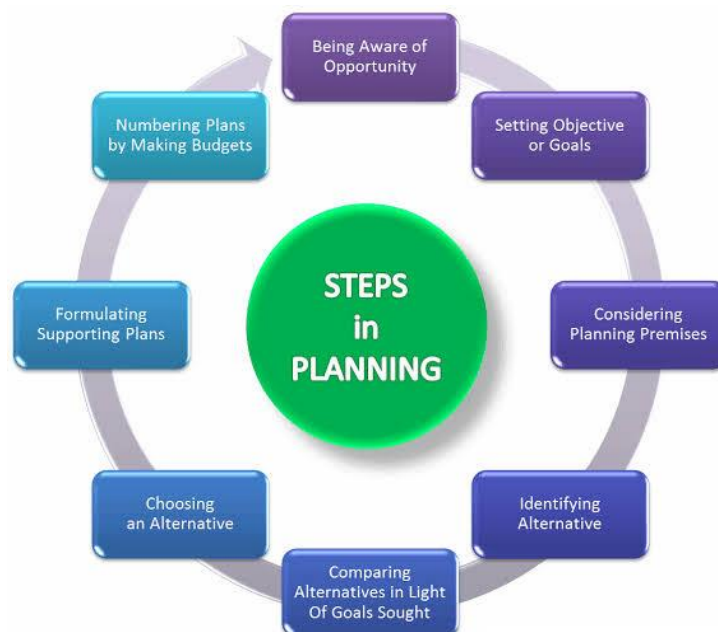 Being Aware of
Opportunity
Setting Objective
or Goals
Considering
Planning Premises
Identifying
Alternative
Comparing
Alternatives in Light
Of Goals Sought
Choosing
an Alternative
Formulating
Supporting Plans
Numbering Plans
by Making Budgets
STEPS
in
PLANNING